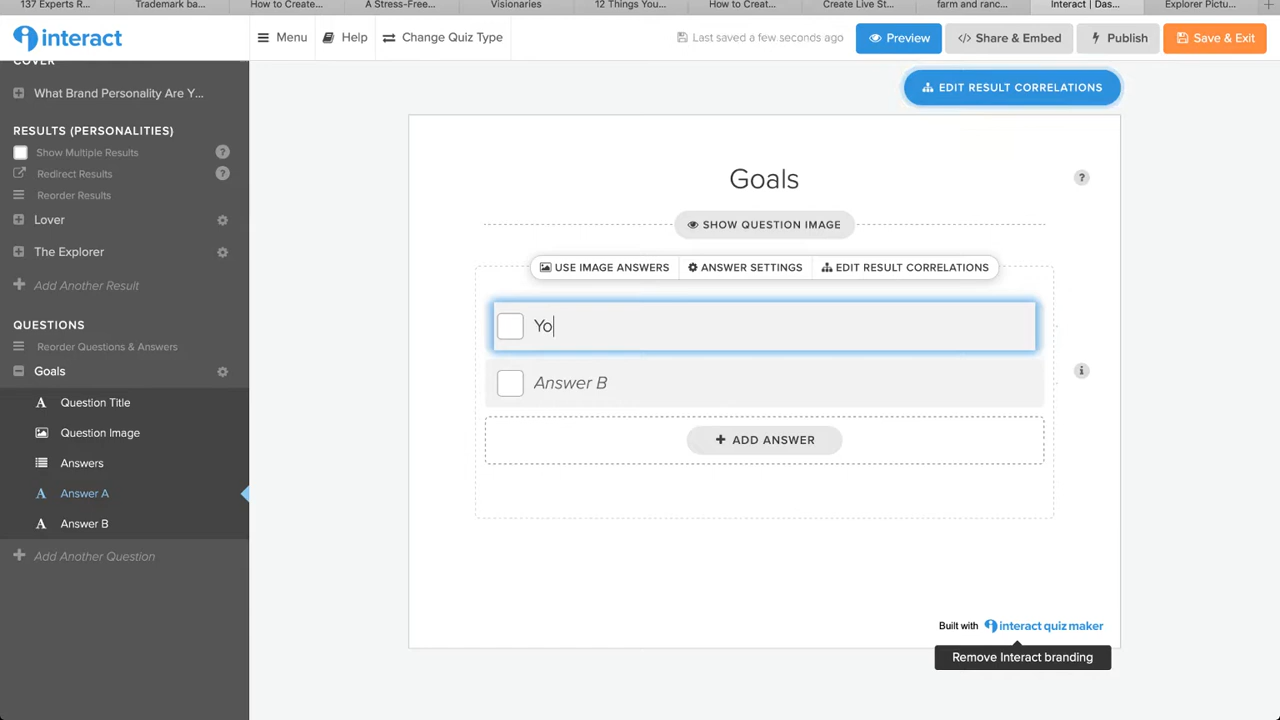 137 Experts R...
Trademark ba...
How to Create...
A Stress-Free...
Visionaries
12 Things You...
How to Creat...
Create Live St...
farm and ranc...
Interact | Das...
Explorer Pictu...
interact
Menu
Help
Change Quiz Type
Last saved a few seconds ago
Preview
</> Share & Embed
Publish
Save & Exit
COVER
What Brand Personality Are Y...
RESULTS (PERSONALITIES)
Show Multiple Results
?
Redirect Results
?
Reorder Results
Lover
The Explorer
Add Another Result
QUESTIONS
Reorder Questions & Answers
Goals
A Question Title
Question Image
Answers
A Answer A
A Answer B
Add Another Question
EDIT RESULT CORRELATIONS
Goals
?
SHOW QUESTION IMAGE
USE IMAGE ANSWERS
ANSWER SETTINGS
EDIT RESULT CORRELATIONS
Yo
Answer B
i
+ ADD ANSWER
Built with interact quiz maker
Remove Interact branding